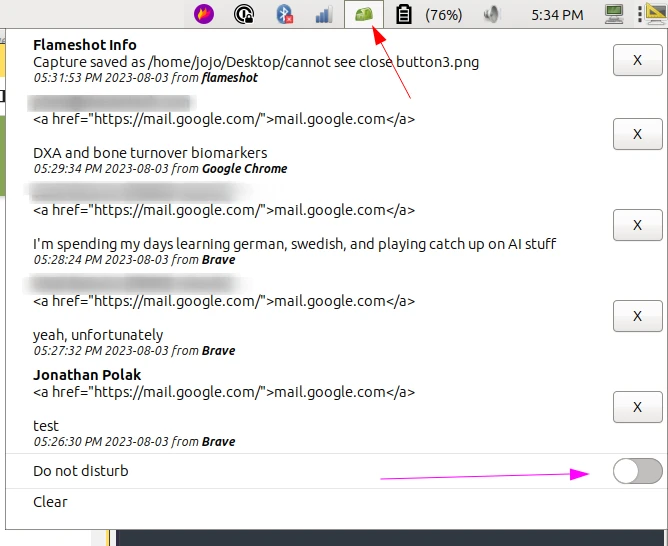 (76%) 5:34 PM
Flameshot Info
Capture saved as /home/jojo/Desktop/cannot see close button3.png
X
05:31:53 PM 2023-08-03 from flameshot
<a href="https://mail.google.com/">mail.google.com</a>
X
DXA and bone turnover biomarkers
05:29:34 PM 2023-08-03 from Google Chrome
<a href="https://mail.google.com/">mail.google.com</a>
X
I'm spending my days learning german, swedish, and playing catch up on AI stuff
05:28:24 PM 2023-08-03 from Brave
<a href="https://mail.google.com/">mail.google.com</a>
X
yeah, unfortunately
05:27:32 PM 2023-08-03 from Brave
Jonathan Polak
<a href="https://mail.google.com/">mail.google.com</a>
X
test
05:26:30 PM 2023-08-03 from Brave
Do not disturb
Clear